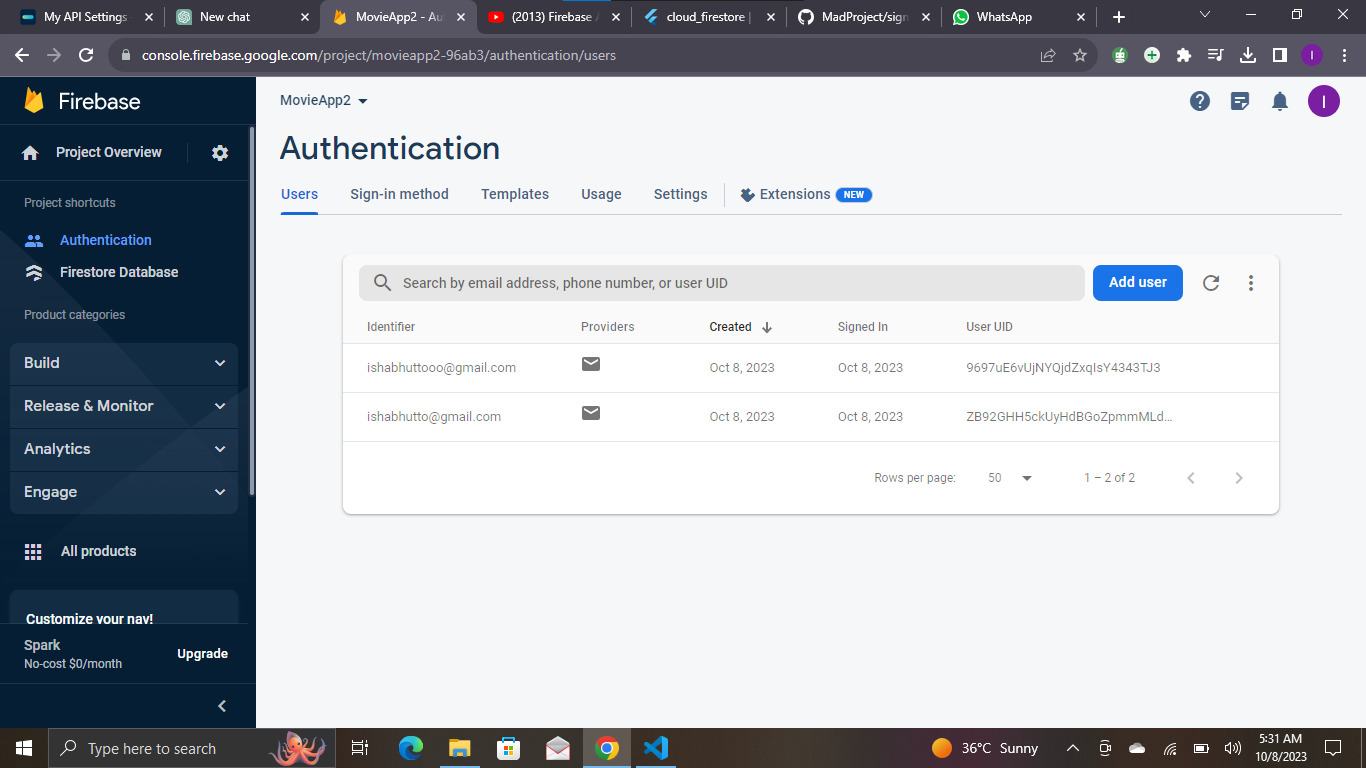 My API Settings
New chat
MovieApp2 - Au
(2013) Firebase A
cloud_firestore |
MadProject/sign
WhatsApp
console.firebase.google.com/project/movieapp2-96ab3/authentication/users
I
Firebase
Project Overview
Project shortcuts
Authentication
Firestore Database
Product categories
Build
Release & Monitor
Analytics
Engage
All products
Customize your nav!
Spark
No-cost $0/month
Upgrade
MovieApp2
I
Authentication
Users
Sign-in method
Templates
Usage
Settings
Extensions
NEW
Search by email address, phone number, or user UID
Add user
Identifier
Providers
Created
Signed In
User UID
ishabhuttooo@gmail.com
Oct 8, 2023
Oct 8, 2023
9697uE6vUjNYQjdZxqIsY4343TJ3
ishabhutto@gmail.com
Oct 8, 2023
Oct 8, 2023
ZB92GHH5ckUyHdBGoZpmmMLd...
Rows per page:
50
1 – 2 of 2
Type here to search
36°C Sunny
5:31 AM
10/8/2023